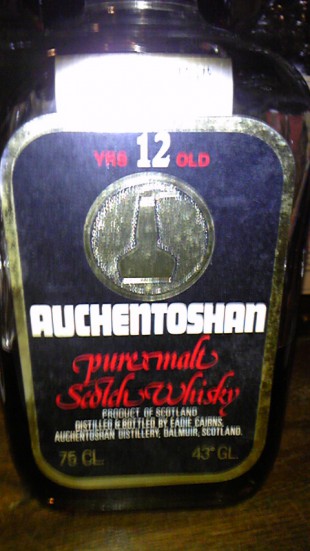 YRS 12 OLD
AUCHENTOSHAN
pure malt
Scotch Whisky
PRODUCT OF SCOTLAND
DISTILLED & BOTTLED BY EADIE CAIRNS,
AUCHENTOSHAN DISTILLERY, DALMUIR, SCOTLAND.
75 CL. 43° GL.